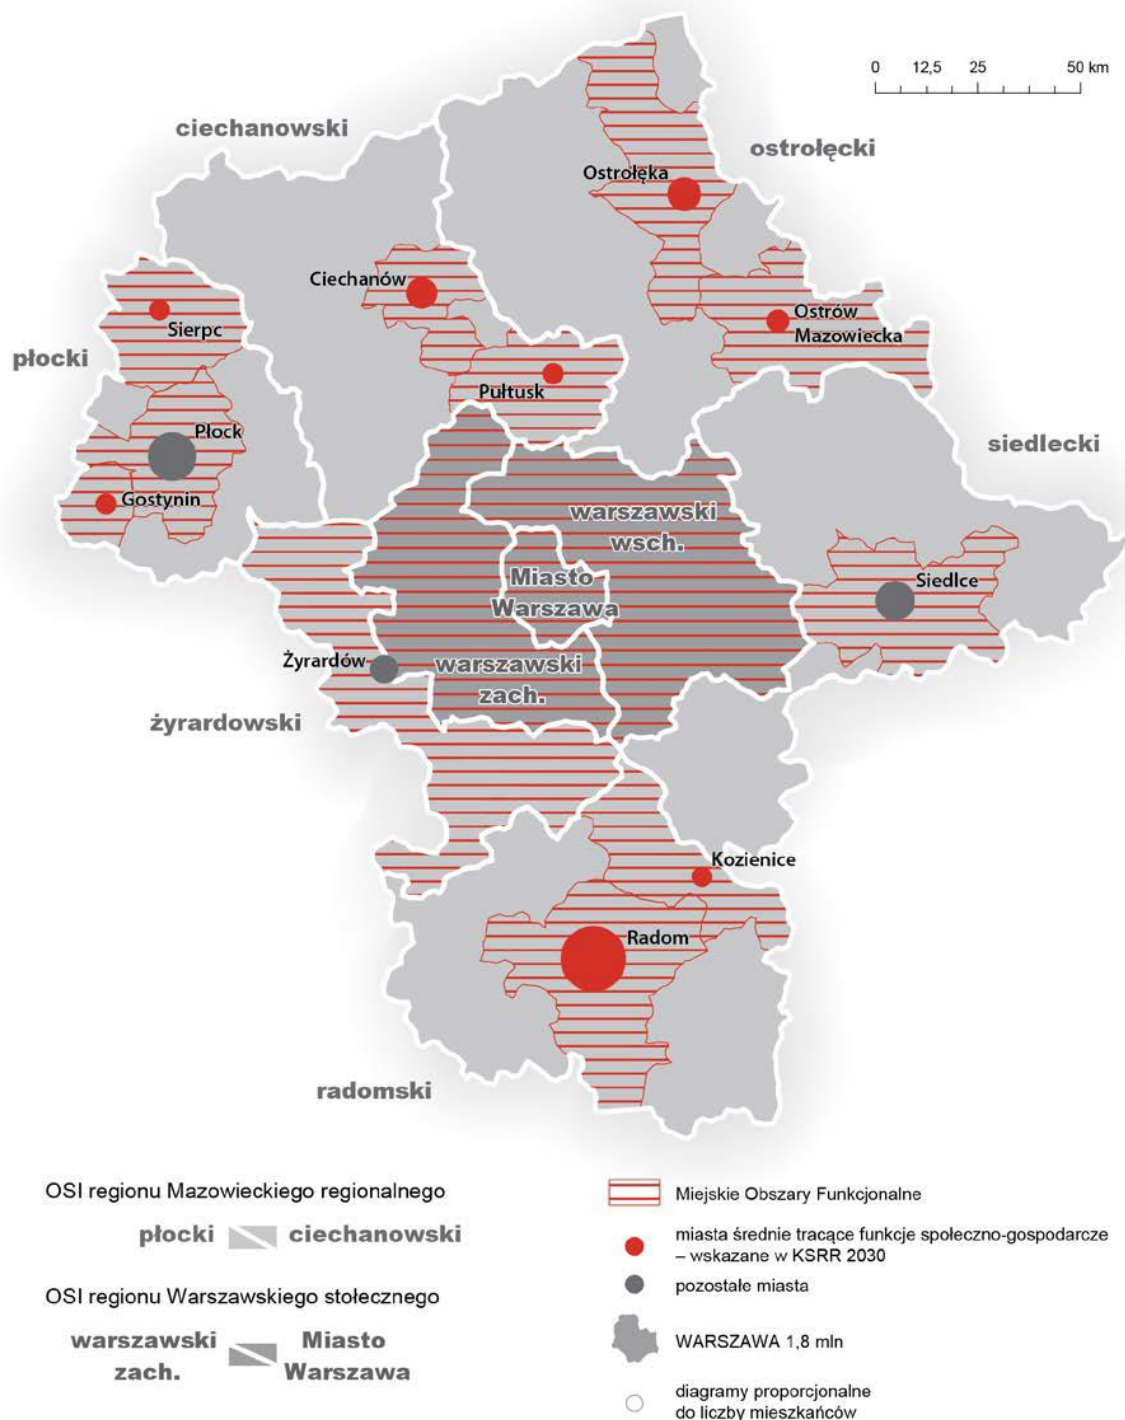 0 12,5 25 50 km
ciechanowski
ostrołęcki
Ostrołęka
Ciechanów
Sierpc
Ostrów
Mazowiecka
płocki
Pułtusk
Płock
siedlecki
Gostynin
warszawski
wsch.
Miasto
Warszawa
Siedlce
Żyrardów
warszawski
zach.
żyrardowski
Kozienice
Radom
radomski
OSI regionu Mazowieckiego regionalnego
płocki ciechanowski
OSI regionu Warszawskiego stołecznego
warszawski
zach.
Miasto
Warszawa
Miejskie Obszary Funkcjonalne
miasta średnie tracące funkcje społeczno-gospodarcze
– wskazane w KSRR 2030
pozostałe miasta
WARSZAWA 1,8 mln
diagramy proporcjonalne
do liczby mieszkańców